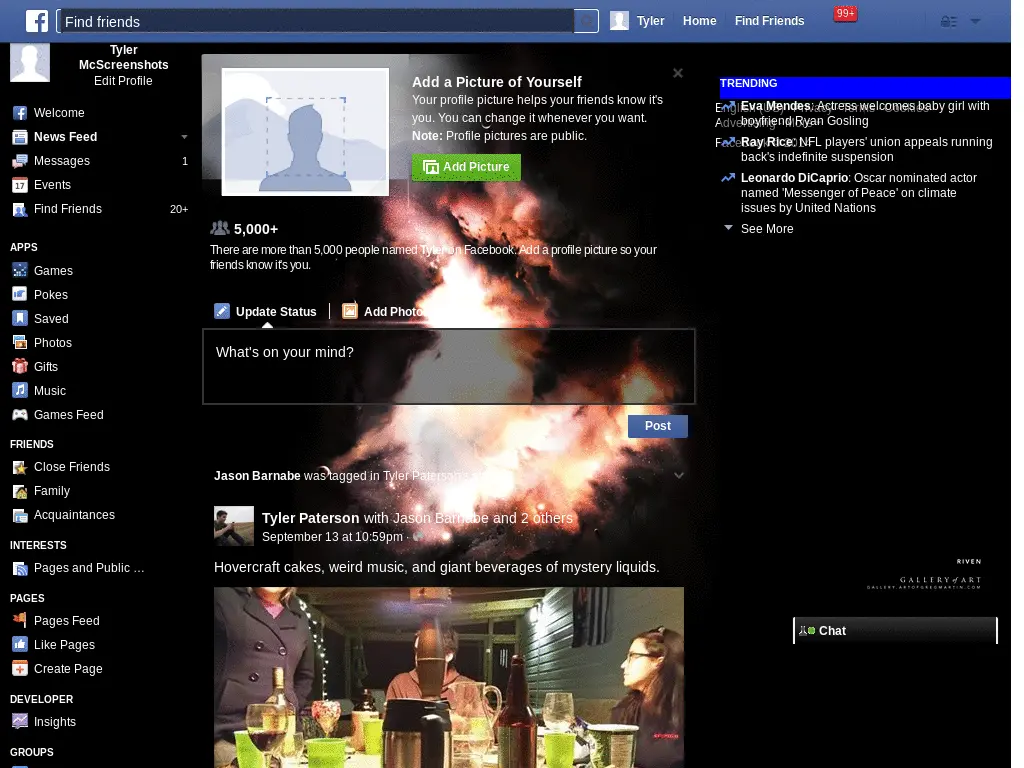 Find friends
Tyler
Home
Find Friends
99+
Tyler
McScreenshots
Edit Profile
Welcome
News Feed
Messages 1
Events
Find Friends 20+
APPS
Games
Pokes
Saved
Photos
Gifts
Music
Games Feed
FRIENDS
Close Friends
Family
Acquaintances
INTERESTS
Pages and Public ...
PAGES
Pages Feed
Like Pages
Create Page
DEVELOPER
Insights
GROUPS
Add a Picture of Yourself
Your profile picture helps your friends know it's
you. You can change it whenever you want.
Note: Profile pictures are public.
Add Picture
5,000+
There are more than 5,000 people named Tyler on Facebook. Add a profile picture so your
friends know it's you.
Update Status
Add Photo
What's on your mind?
Post
Jason Barnabe was tagged in Tyler Paterson's
Tyler Paterson with Jason Barnabe and 2 others
September 13 at 10:59pm ·
Hovercraft cakes, weird music, and giant beverages of mystery liquids.
TRENDING
Eva Mendes: Actress welcomes baby girl with
boyfriend Ryan Gosling
Ray Rice: NFL players' union appeals running
back's indefinite suspension
Leonardo DiCaprio: Oscar nominated actor
named 'Messenger of Peace' on climate
issues by United Nations
See More
RIVEN
GALLERY of ART
Chat